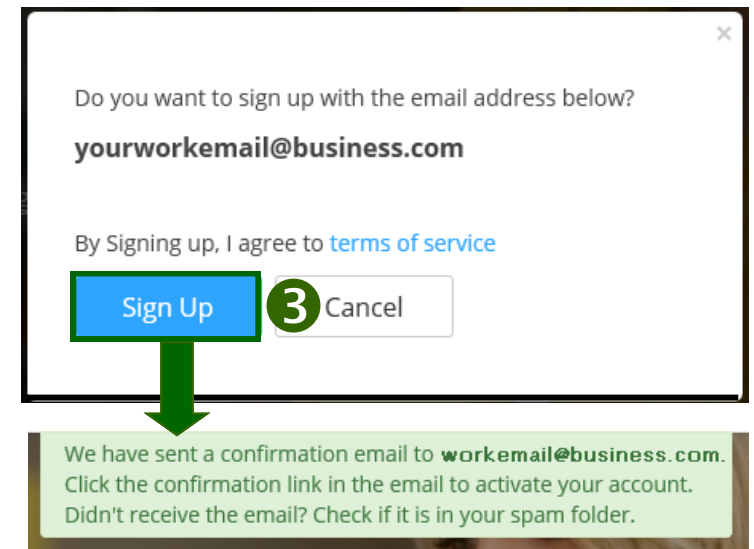 ×
Do you want to sign up with the email address below?
yourworkemail@business.com
By Signing up, I agree to terms of service
Sign Up
3
Cancel
We have sent a confirmation email to workemail@business.com.
Click the confirmation link in the email to activate your account.
Didn't receive the email? Check if it is in your spam folder.